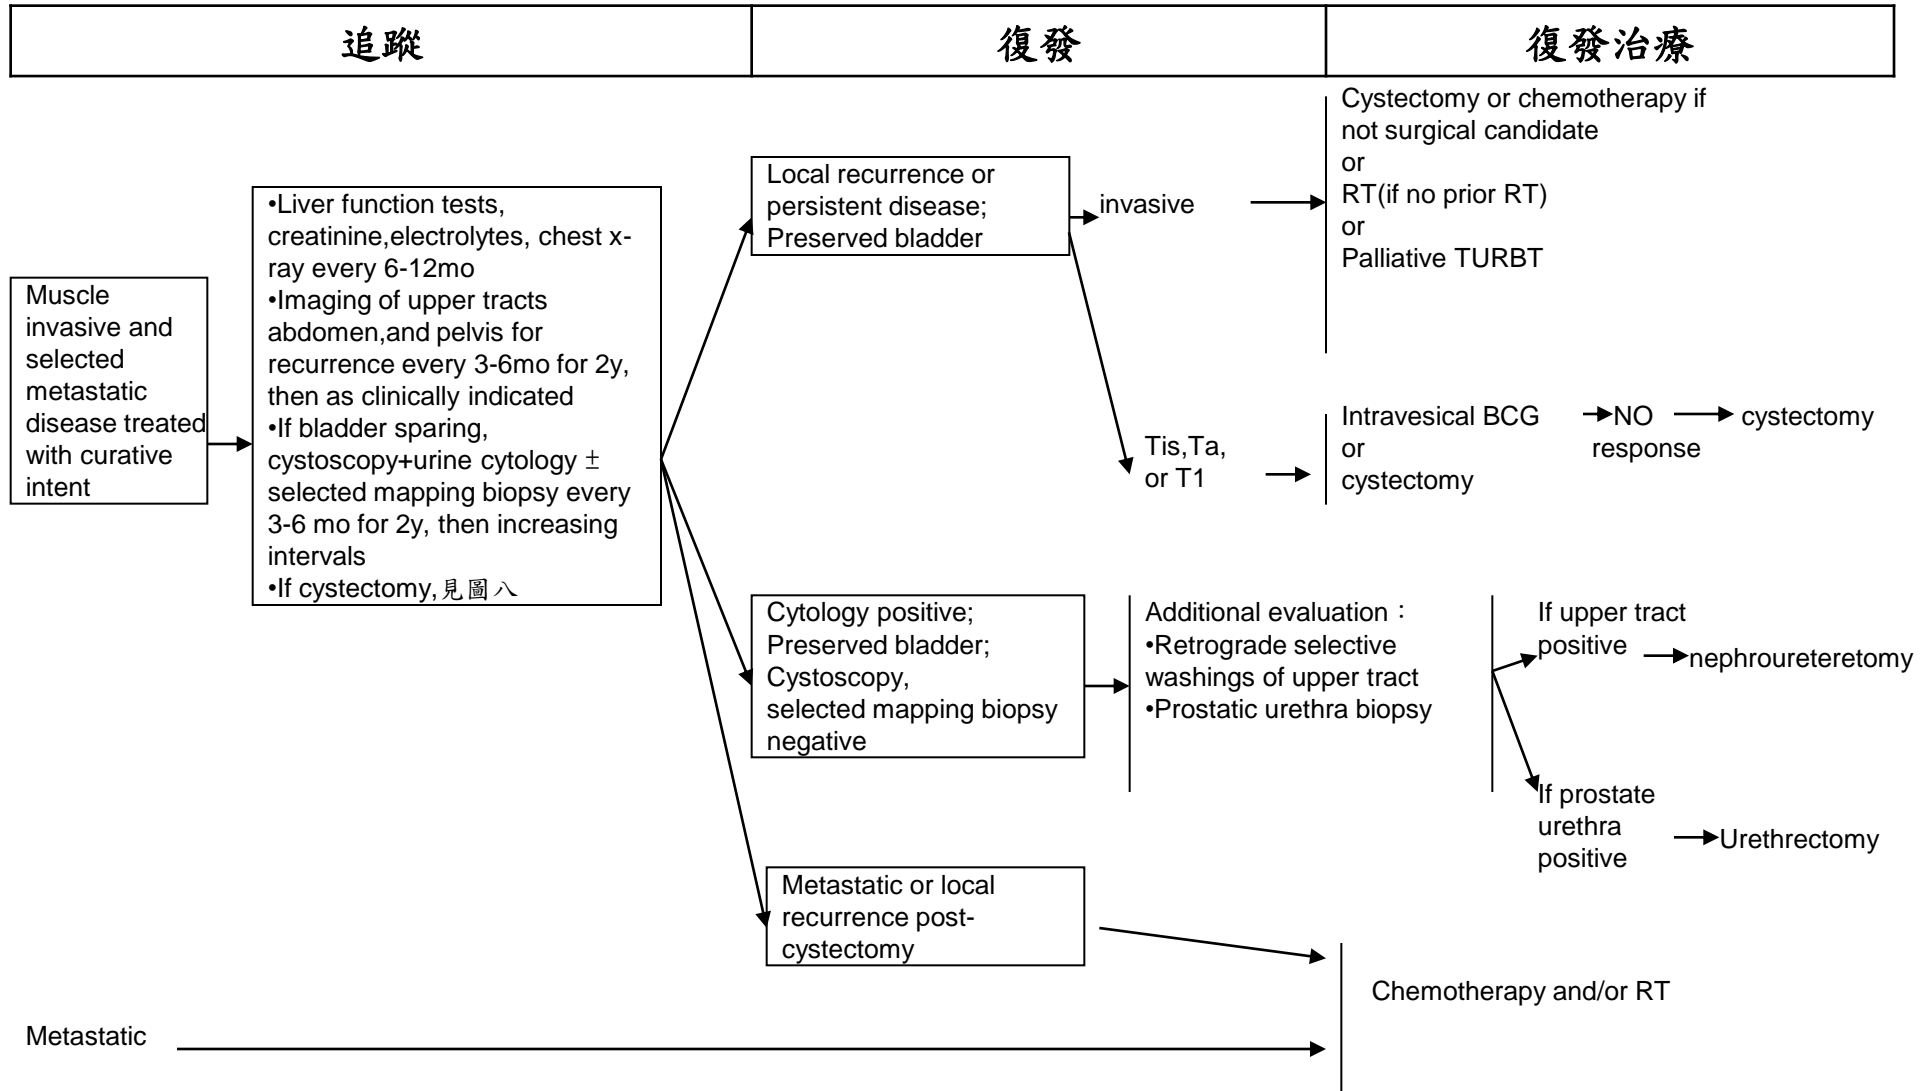 追蹤
復發
復發治療
Muscle
invasive and
selected
metastatic
disease treated
with curative
intent
•Liver function tests,
creatinine,electrolytes, chest x-
ray every 6-12mo
•Imaging of upper tracts
abdomen,and pelvis for
recurrence every 3-6mo for 2y,
then as clinically indicated
•If bladder sparing,
cystoscopy+urine cytology ±
selected mapping biopsy every
3-6 mo for 2y, then increasing
intervals
•If cystectomy,見圖八
Local recurrence or
persistent disease;
Preserved bladder
invasive
Cystectomy or chemotherapy if
not surgical candidate
or
RT(if no prior RT)
or
Palliative TURBT
Tis,Ta,
or T1
Intravesical BCG
or
cystectomy
NO
response
cystectomy
Cytology positive;
Preserved bladder;
Cystoscopy,
selected mapping biopsy
negative
Additional evaluation：
•Retrograde selective
washings of upper tract
•Prostatic urethra biopsy
If upper tract
positive
nephroureteretomy
If prostate
urethra
positive
Urethrectomy
Metastatic or local
recurrence post-
cystectomy
Chemotherapy and/or RT
Metastatic